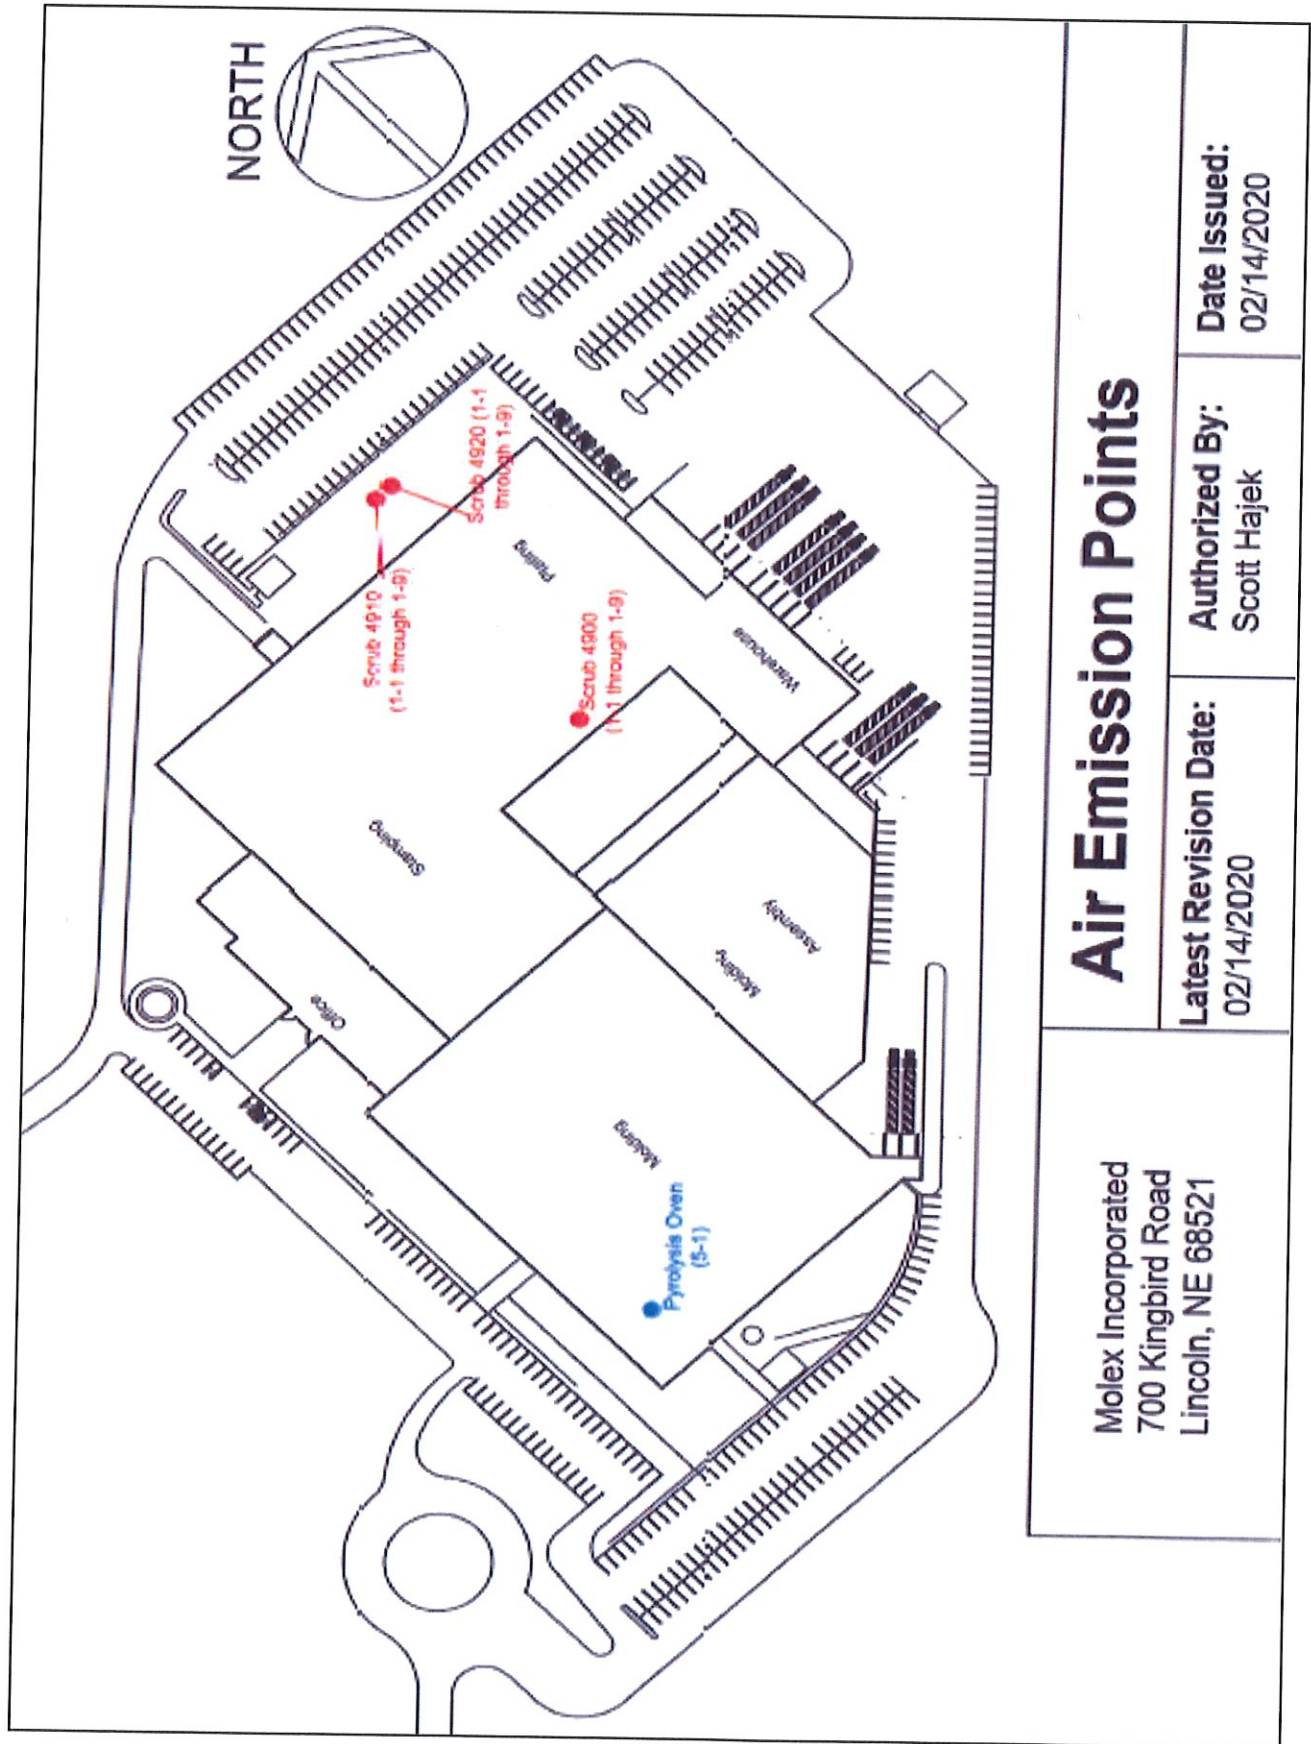 NORTH
Scrub 4910
(1-1 through 1-9)
Scrub 4920 (1-1
through 1-9)
Plating
Scrub 4900
(1-1 through 1-9)
Warehouse
Stamping
Office
Assembly
Molding
Molding
Pyrolysis Oven
(5-1)
Molex Incorporated
700 Kingbird Road
Lincoln, NE 68521
Air Emission Points
Latest Revision Date:
02/14/2020
Authorized By:
Scott Hajek
Date Issued:
02/14/2020